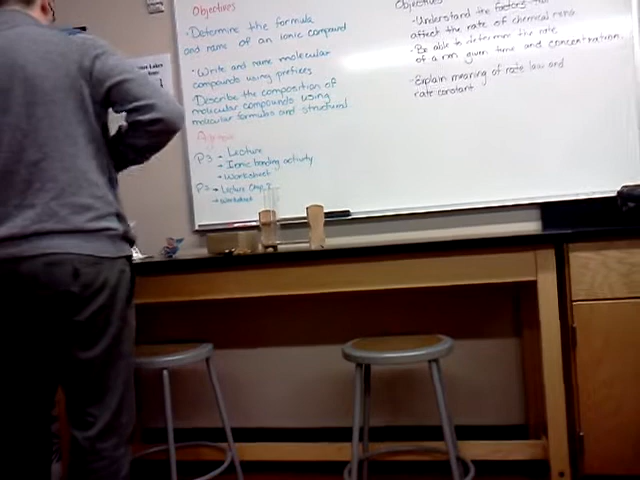 Objectives
- Determine the formula
and name of an ionic compound
- Write and name molecular
compounds using prefixes
- Describe the composition of
molecular compounds using
molecular formulas and structural
Agenda
P3 - Lecture
- Ionic bonding activity
- Worksheet
- Lecture Chap 7
→ Worksheet
Objectives
- Understand the factors that
affect the rate of chemical rxns
- Be able to determine the rate
of a rxn given time and concentration.
- Explain meaning of rate law and
rate constant